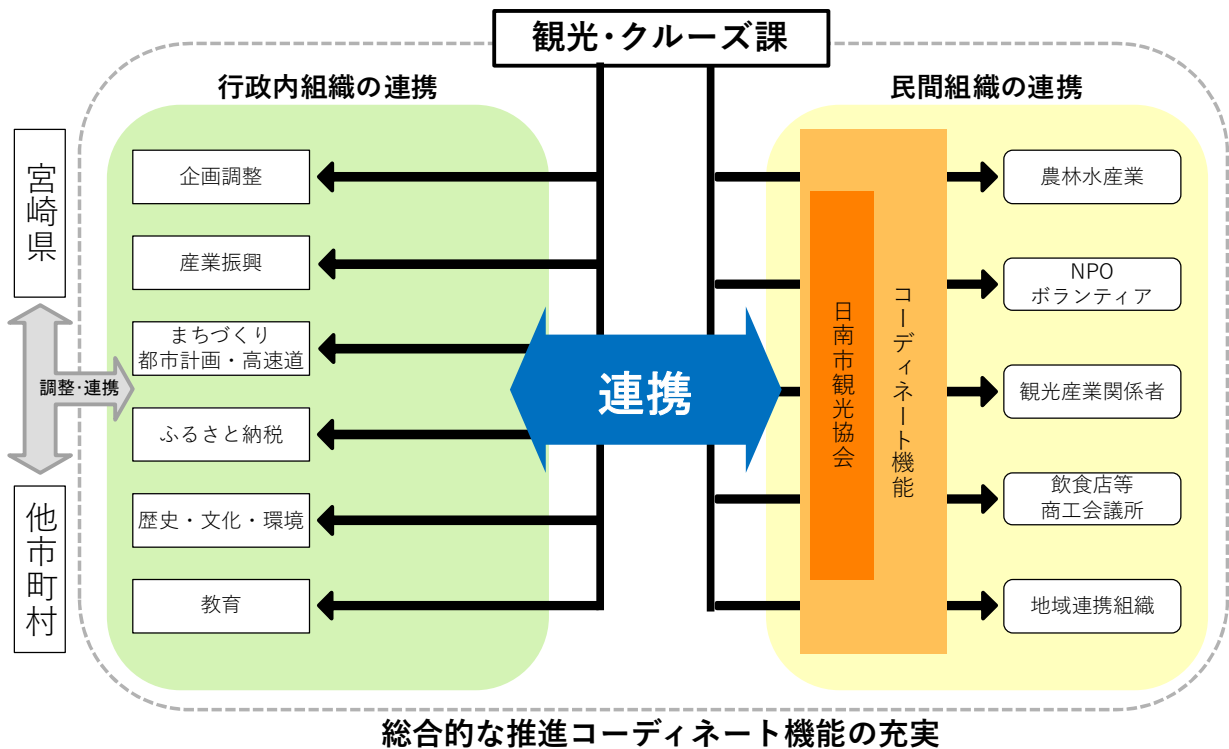 観光・クルーズ課
行政内組織の連携
民間組織の連携
宮崎県
調整・連携
他市町村
企画調整
産業振興
まちづくり
都市計画・高速道
ふるさと納税
歴史・文化・環境
教育
連携
日南市観光協会
コーディネート機能
農林水産業
NPO
ボランティア
観光産業関係者
飲食店等
商工会議所
地域連携組織
総合的な推進コーディネート機能の充実